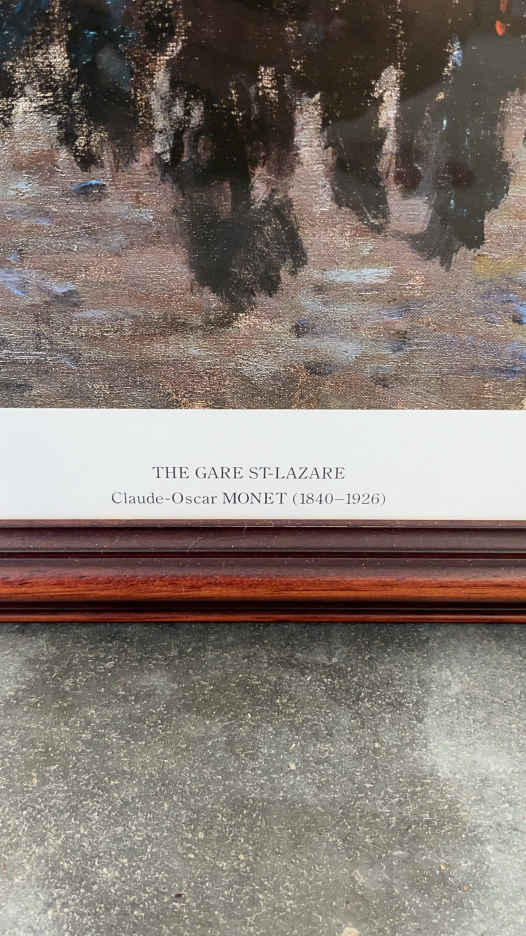 THE GARE ST-LAZARE
Claude-Oscar MONET (1840–1926)